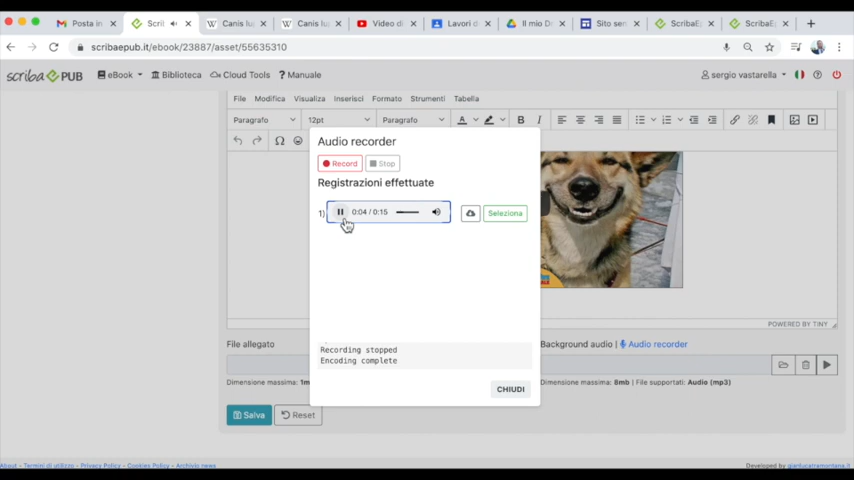 Posta in
Scrib
Canis lu
Canis lu
Video di
Lavori d
Il mio Dr
Sito sen
ScribaEp
ScribaEp
scribaepub.it/ebook/23887/asset/55635310
scriba PUB
eBook
Biblioteca
Cloud Tools
? Manuale
sergio vastarella
File Modifica Visualizza Inserisci Formato Strumenti Tabella
Paragrafo 12pt Paragrafo A B I
Audio recorder
Record Stop
Registrazioni effettuate
1) 0:04 / 0:15 Seleziona
POWERED BY TINY
File allegato
Background audio | Audio recorder
Recording stopped
Encoding complete
Dimensione massima: 1m
Dimensione massima: 8mb | File supportati: Audio (mp3)
CHIUDI
Salva Reset
About - Termini di utilizzo - Privacy Policy - Cookies Policy - Archivio news
Developed by gianlucatramontana.it